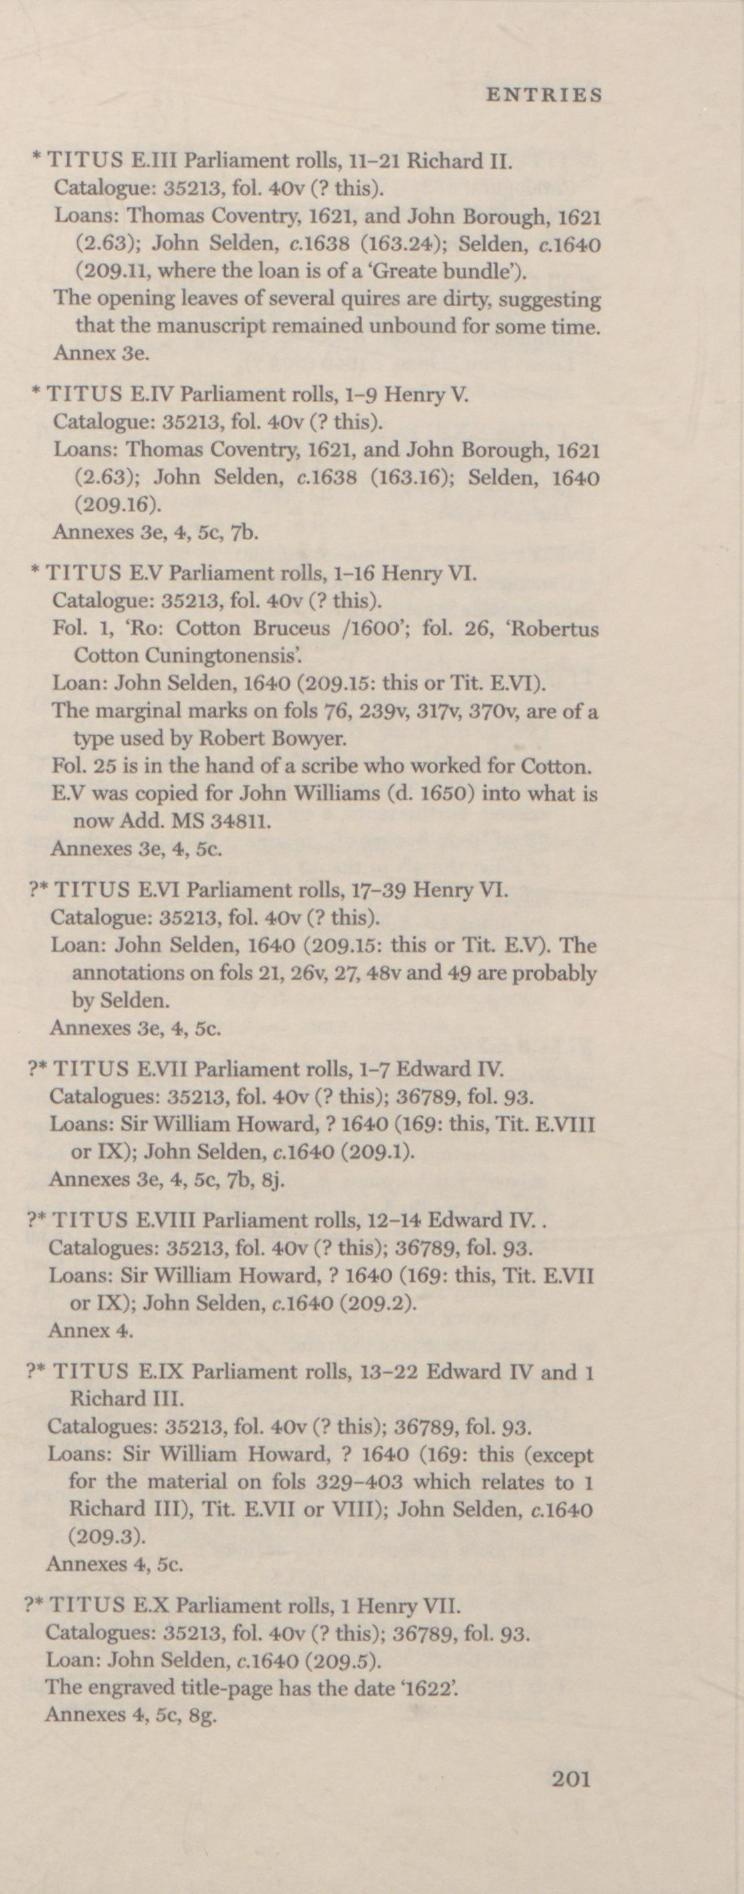 ENTRIES
* TITUS E.III Parliament rolls, 11–21 Richard II.
Catalogue: 35213, fol. 40v (? this).
Loans: Thomas Coventry, 1621, and John Borough, 1621
(2.63); John Selden, c.1638 (163.24); Selden, c.1640
(209.11, where the loan is of a ‘Greate bundle’).
The opening leaves of several quires are dirty, suggesting
that the manuscript remained unbound for some time.
Annex 3e.
* TITUS E.IV Parliament rolls, 1–9 Henry V.
Catalogue: 35213, fol. 40v (? this).
Loans: Thomas Coventry, 1621, and John Borough, 1621
(2.63); John Selden, c.1638 (163.16); Selden, 1640
(209.16).
Annexes 3e, 4, 5c, 7b.
* TITUS E.V Parliament rolls, 1–16 Henry VI.
Catalogue: 35213, fol. 40v (? this).
Fol. 1, ‘Ro: Cotton Bruceus /1600’; fol. 26, ‘Robertus
Cotton Cuningtonensis’.
Loan: John Selden, 1640 (209.15: this or Tit. E.VI).
The marginal marks on fols 76, 239v, 317v, 370v, are of a
type used by Robert Bowyer.
Fol. 25 is in the hand of a scribe who worked for Cotton.
E.V was copied for John Williams (d. 1650) into what is
now Add. MS 34811.
Annexes 3e, 4, 5c.
?* TITUS E.VI Parliament rolls, 17–39 Henry VI.
Catalogue: 35213, fol. 40v (? this).
Loan: John Selden, 1640 (209.15: this or Tit. E.V). The
annotations on fols 21, 26v, 27, 48v and 49 are probably
by Selden.
Annexes 3e, 4, 5c.
?* TITUS E.VII Parliament rolls, 1–7 Edward IV.
Catalogues: 35213, fol. 40v (? this); 36789, fol. 93.
Loans: Sir William Howard, ? 1640 (169: this, Tit. E.VIII
or IX); John Selden, c.1640 (209.1).
Annexes 3e, 4, 5c, 7b, 8j.
?* TITUS E.VIII Parliament rolls, 12–14 Edward IV. .
Catalogues: 35213, fol. 40v (? this); 36789, fol. 93.
Loans: Sir William Howard, ? 1640 (169: this, Tit. E.VII
or IX); John Selden, c.1640 (209.2).
Annex 4.
?* TITUS E.IX Parliament rolls, 13–22 Edward IV and 1
Richard III.
Catalogues: 35213, fol. 40v (? this); 36789, fol. 93.
Loans: Sir William Howard, ? 1640 (169: this (except
for the material on fols 329–403 which relates to 1
Richard III), Tit. E.VII or VIII); John Selden, c.1640
(209.3).
Annexes 4, 5c.
?* TITUS E.X Parliament rolls, 1 Henry VII.
Catalogues: 35213, fol. 40v (? this); 36789, fol. 93.
Loan: John Selden, c.1640 (209.5).
The engraved title-page has the date ‘1622’.
Annexes 4, 5c, 8g.
201